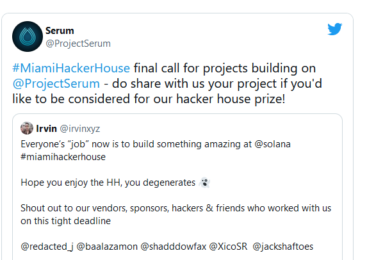 Serum
@ProjectSerum
#MiamiHackerHouse final call for projects building on
@ProjectSerum - do share with us your project if you'd
like to be considered for our hacker house prize!
Irvin @irvinxyz
Everyone's "job" now is to build something amazing at @solana
#miamihackerhouse
Hope you enjoy the HH, you degenerates
Shout out to our vendors, sponsors, hackers & friends who worked with us
on this tight deadline
@redacted_j @baalazamon @shadddowfax @XicoSR @jackshaftoes